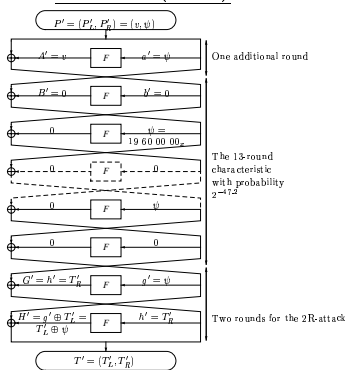 P' = (P'_L, P'_R) = (v, ψ)
A' = v F a' = ψ One additional round
B' = 0 F b' = 0
0 F ψ =
19 60 00 00_x
0 F 0
The 13-round
characteristic
with probability
2^{-47.2}
0 F ψ
0 F 0
G' = h' = T'_R F g' = ψ
H' = g' ⊕ T'_L = F h' = T'_R Two rounds for the 2R-attack
T'_L ⊕ ψ
T' = (T'_L, T'_R)